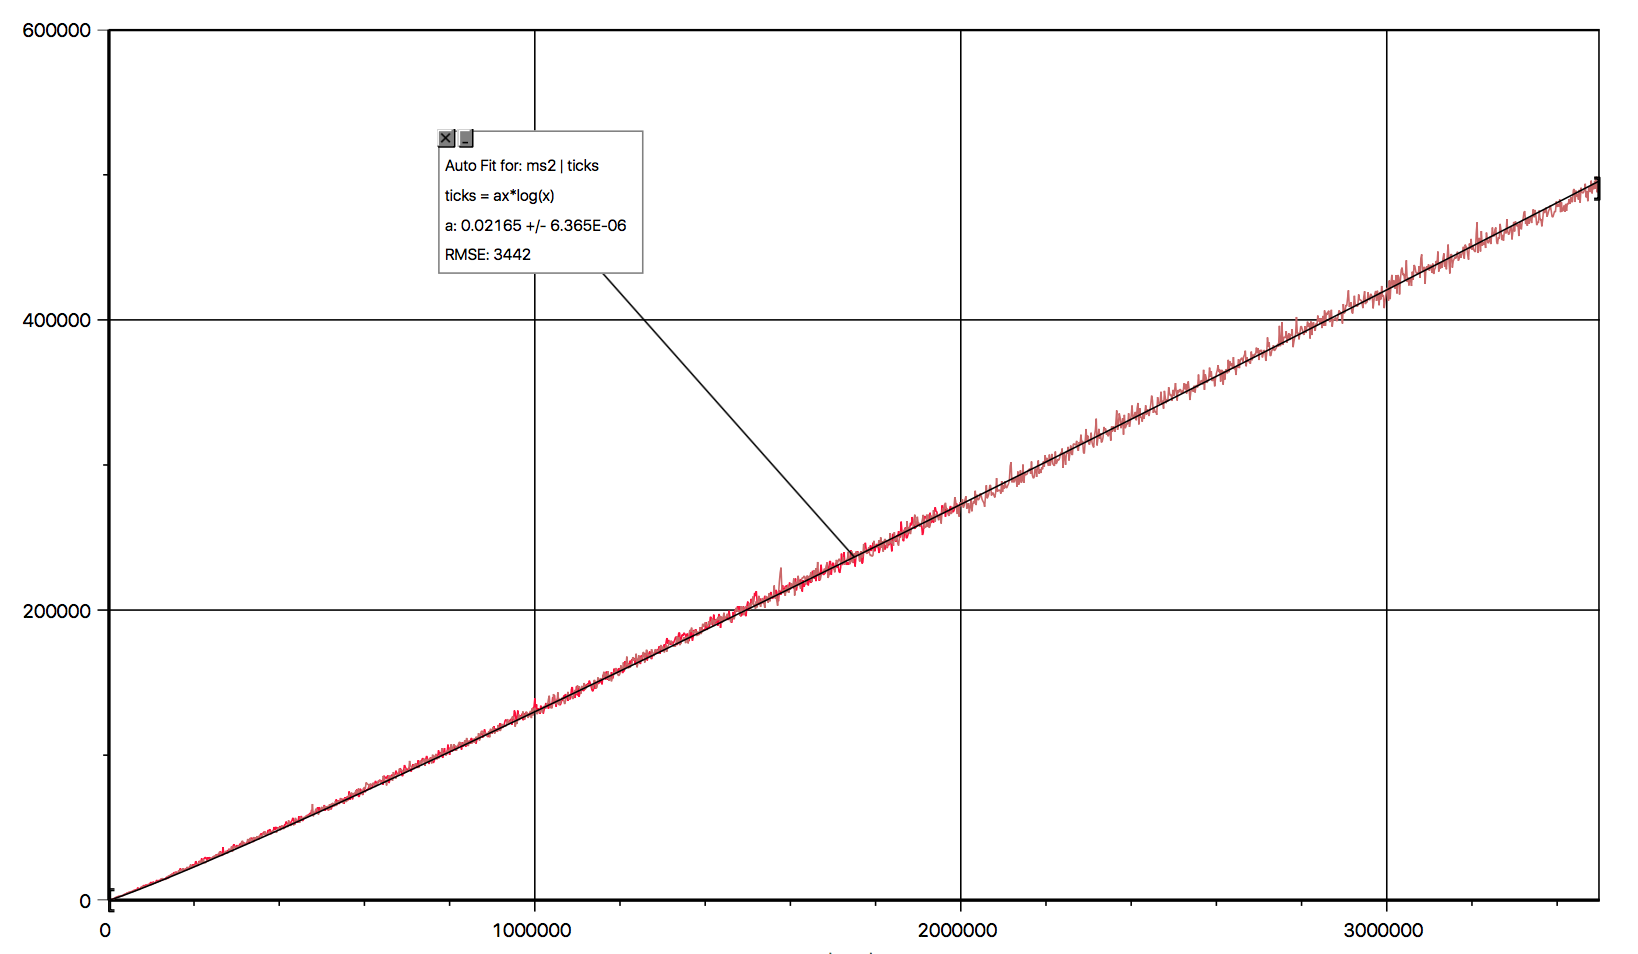 600000
Auto Fit for: ms2 | ticks
ticks = ax*log(x)
a: 0.02165 +/- 6.365E-06
RMSE: 3442
400000
200000
0
0 1000000 2000000 3000000